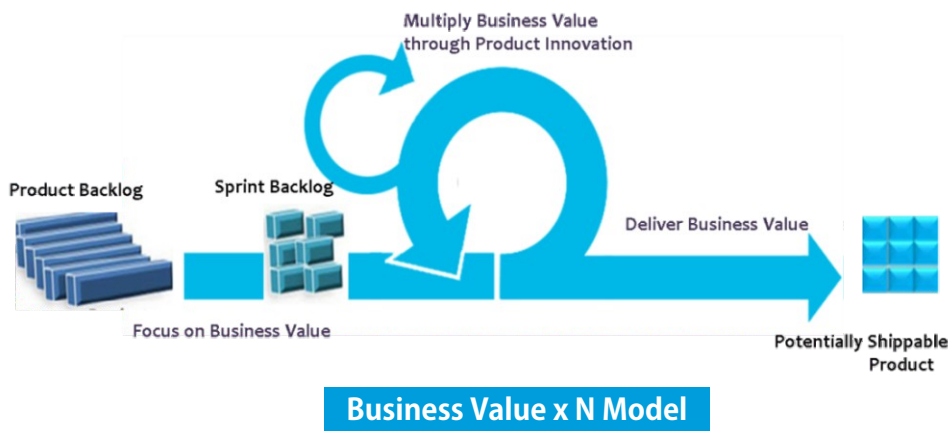 Multiply Business Value
through Product Innovation
Product Backlog
Sprint Backlog
Deliver Business Value
Focus on Business Value
Potentially Shippable
Product
Business Value x N Model